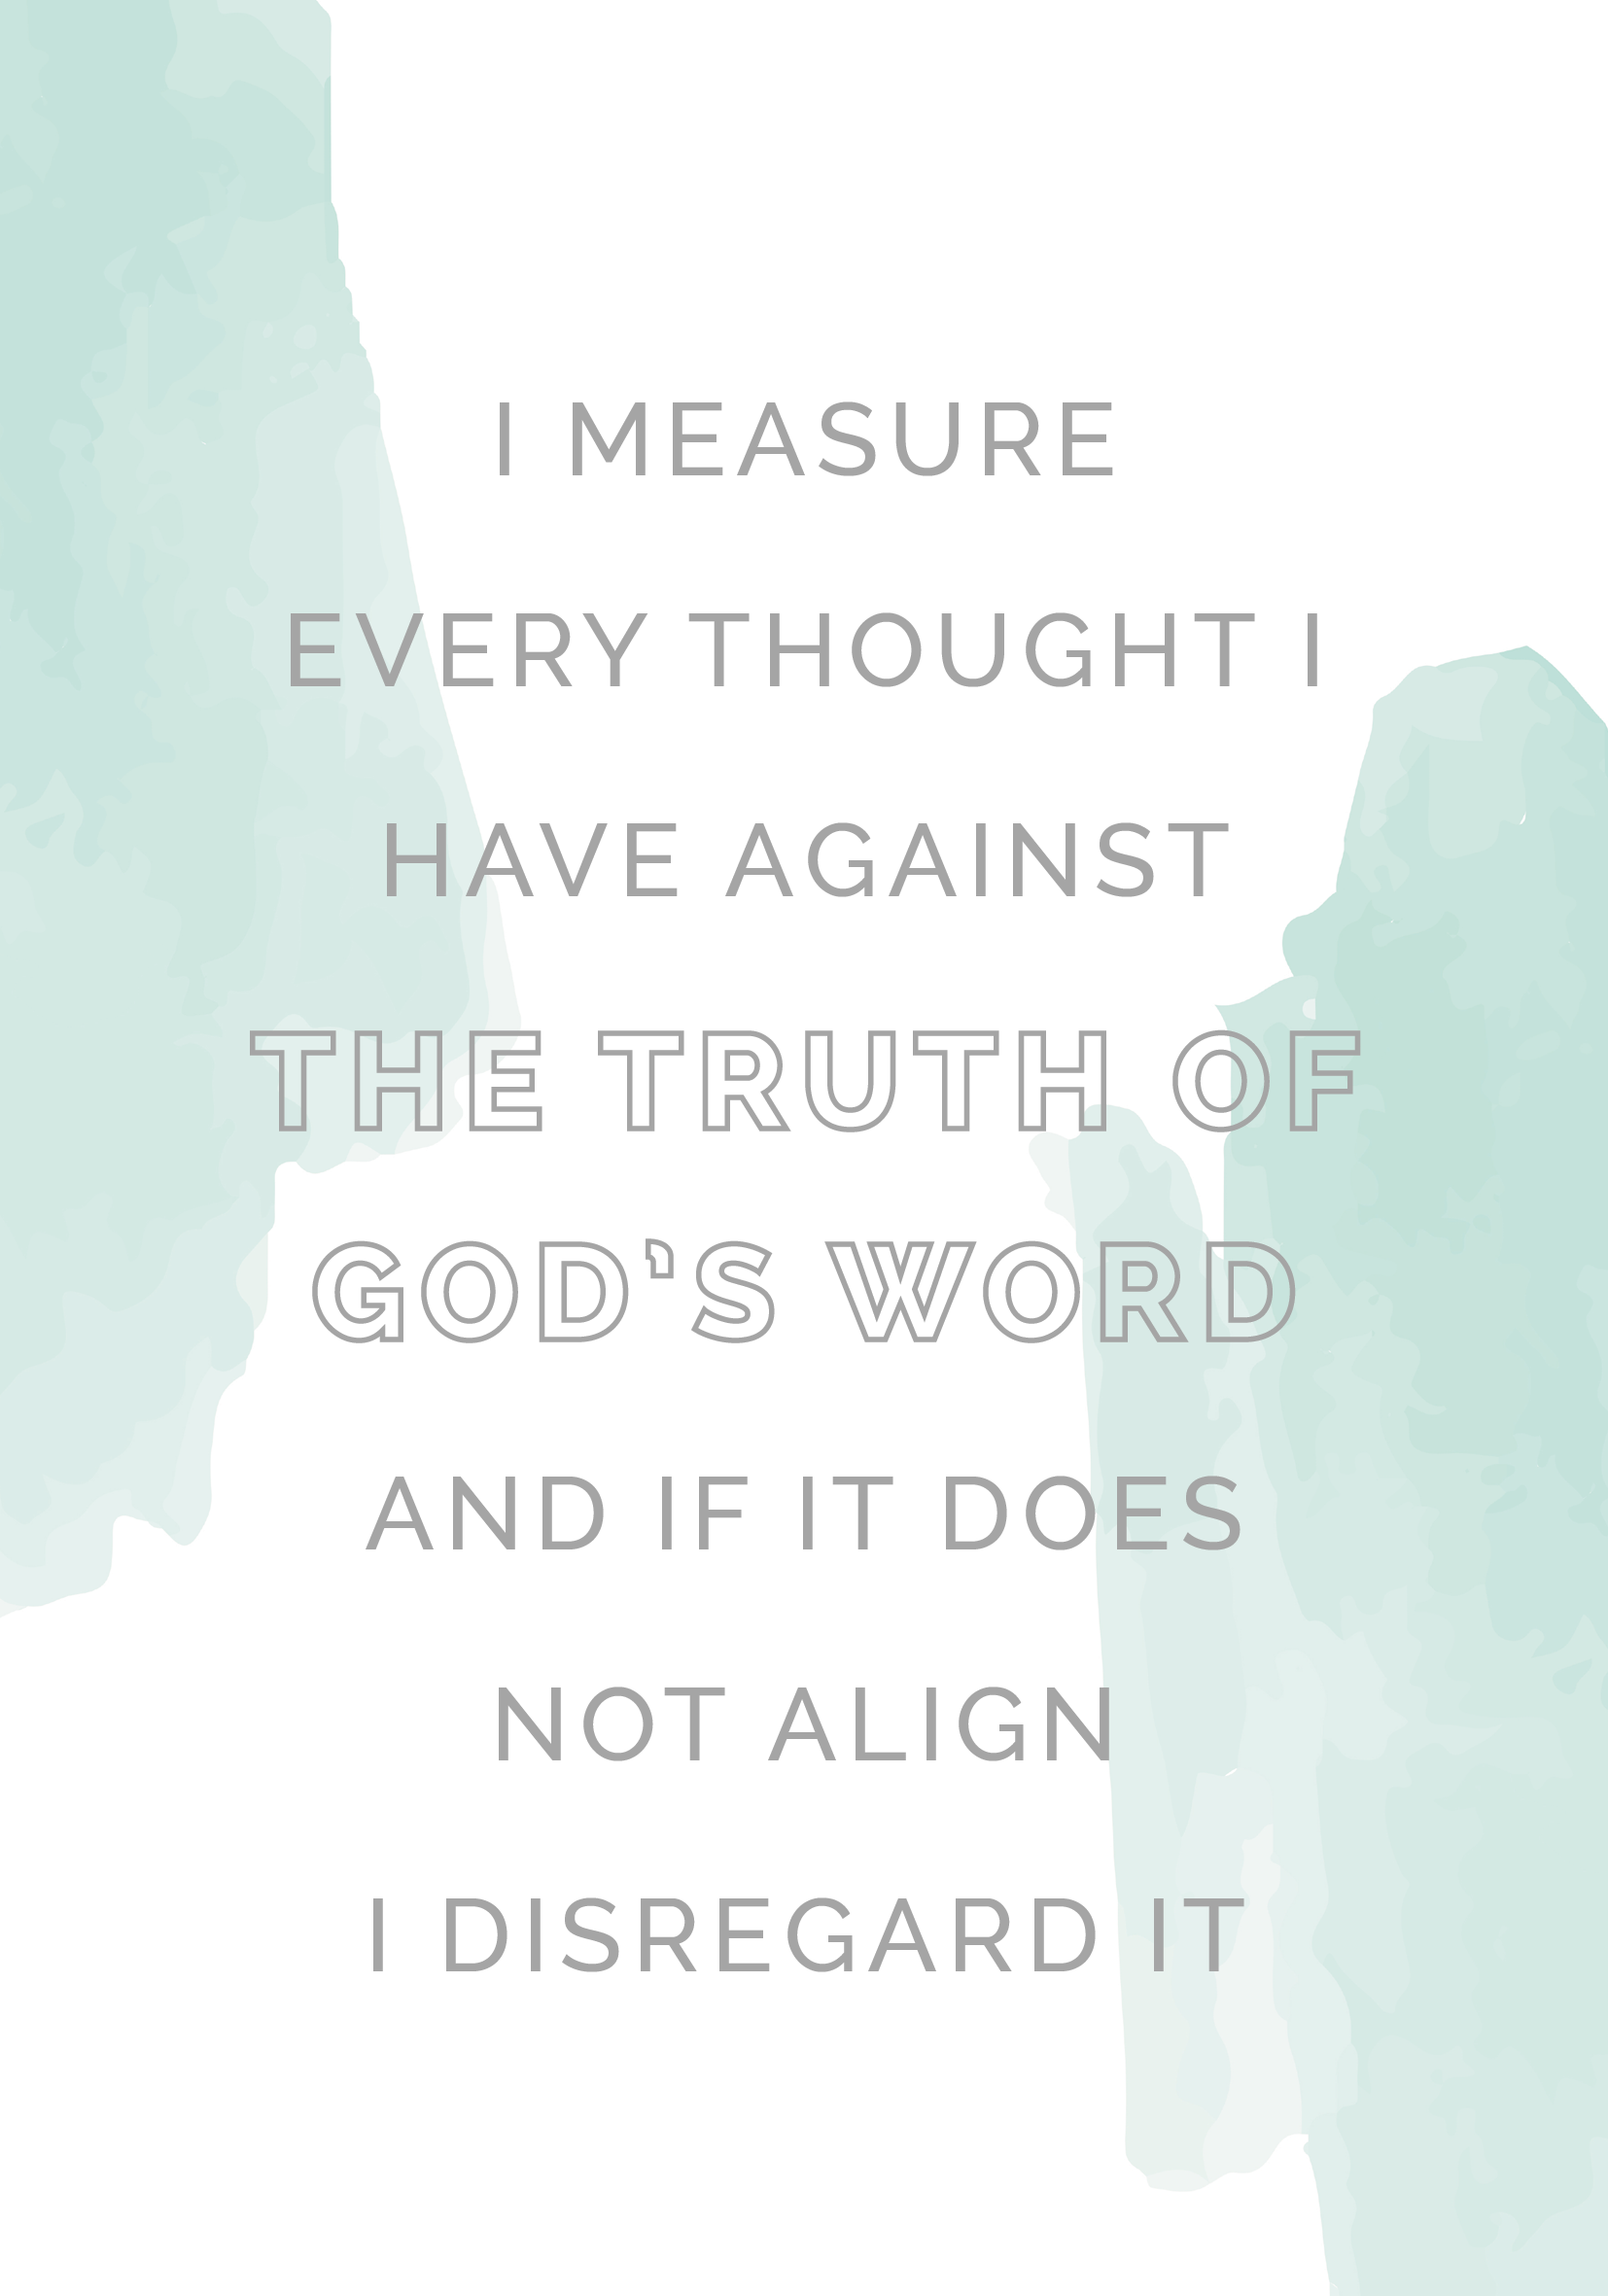 I MEASURE
EVERY THOUGHT I
HAVE AGAINST
THE TRUTH OF
GOD'S WORD
AND IF IT DOES
NOT ALIGN
I DISREGARD IT